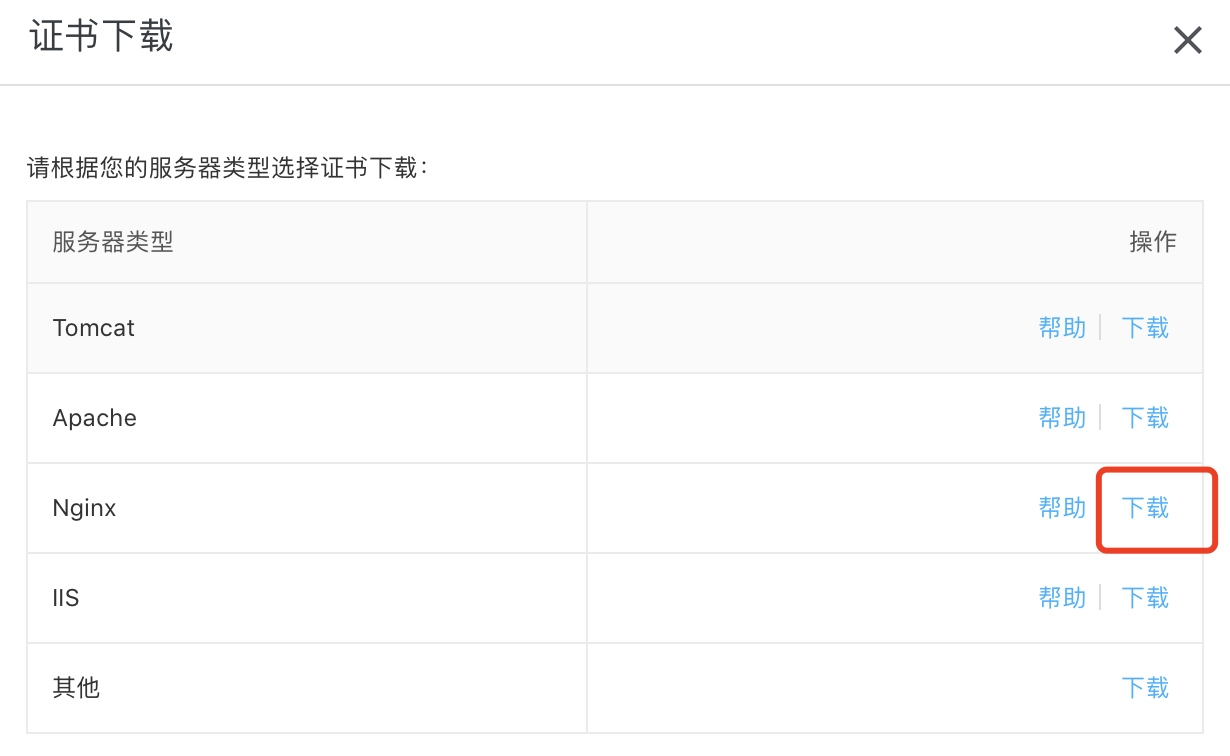 证书下载
请根据您的服务器类型选择证书下载：
服务器类型 操作
Tomcat 帮助 下载
Apache 帮助 下载
Nginx 帮助 下载
IIS 帮助 下载
其他 下载